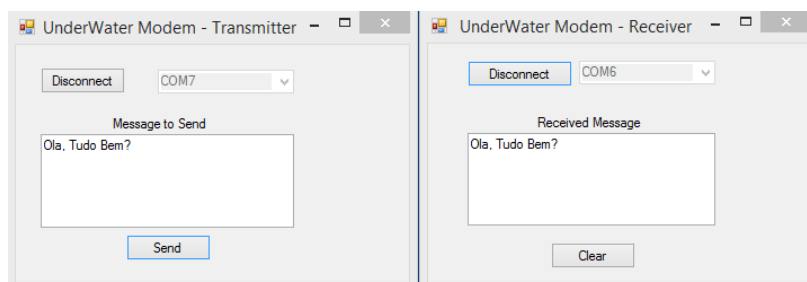 UnderWater Modem - Transmitter
Disconnect
COM7
Message to Send
Ola, Tudo Bem?
Send
UnderWater Modem - Receiver
Disconnect
COM6
Received Message
Ola, Tudo Bem?
Clear